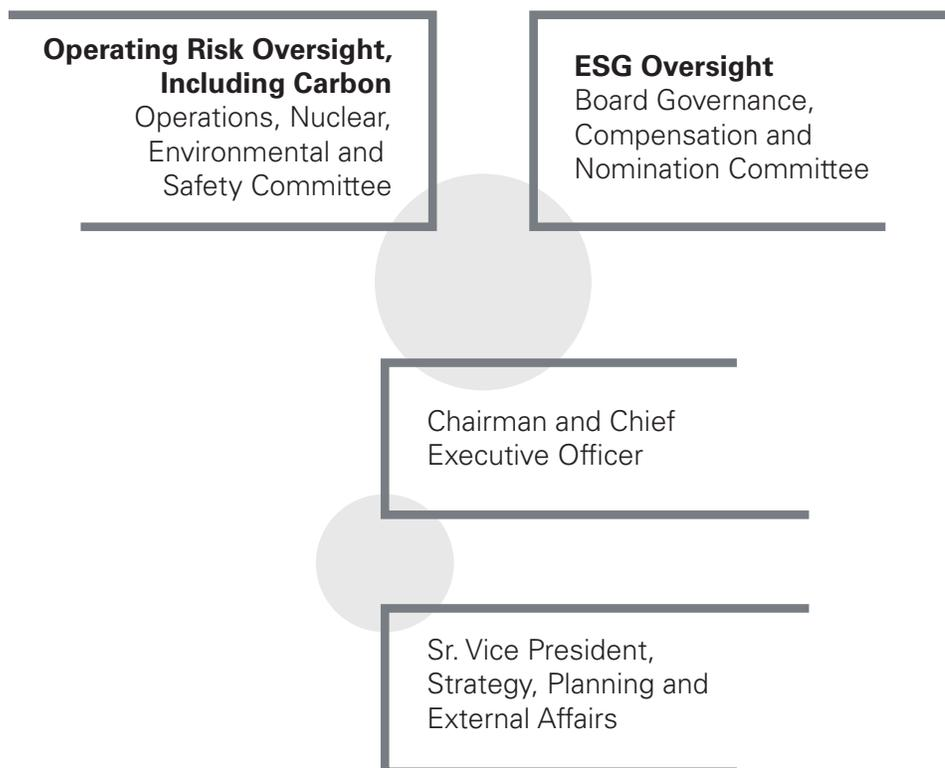 Operating Risk Oversight,
Including Carbon
Operations, Nuclear,
Environmental and
Safety Committee
ESG Oversight
Board Governance,
Compensation and
Nomination Committee
Chairman and Chief
Executive Officer
Sr. Vice President,
Strategy, Planning and
External Affairs